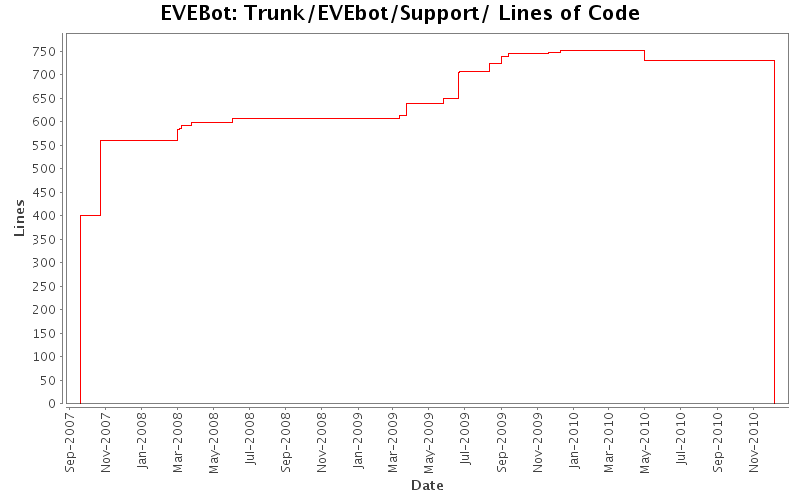 EVEBot: Trunk/EVEbot/Support/ Lines of Code
Lines
750
700
650
600
550
500
450
400
350
300
250
200
150
100
50
0
Sep-2007
Nov-2007
Jan-2008
Mar-2008
May-2008
Jul-2008
Sep-2008
Nov-2008
Jan-2009
Mar-2009
May-2009
Jul-2009
Sep-2009
Nov-2009
Jan-2010
Mar-2010
May-2010
Jul-2010
Sep-2010
Nov-2010
Date